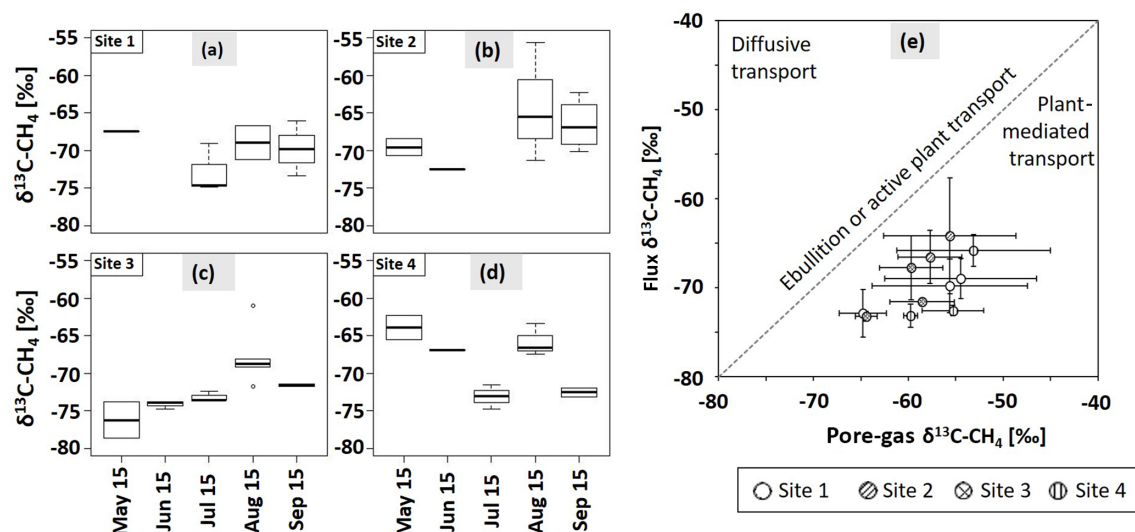 Site 1
(a)
δ¹³C-CH₄ [‰]
-55
-60
-65
-70
-75
-80
Site 2
(b)
-55
-60
-65
-70
-75
-80
Site 3
(c)
δ¹³C-CH₄ [‰]
-55
-60
-65
-70
-75
-80
May 15
Jun 15
Jul 15
Aug 15
Sep 15
Site 4
(d)
-55
-60
-65
-70
-75
-80
May 15
Jun 15
Jul 15
Aug 15
Sep 15
(e)
Diffusive
transport
Ebullition or active plant transport
Plant-
mediated
transport
Flux δ¹³C-CH₄ [‰]
-40
-50
-60
-70
-80
-80
-70
-60
-50
-40
Pore-gas δ¹³C-CH₄ [‰]
Site 1
Site 2
Site 3
Site 4